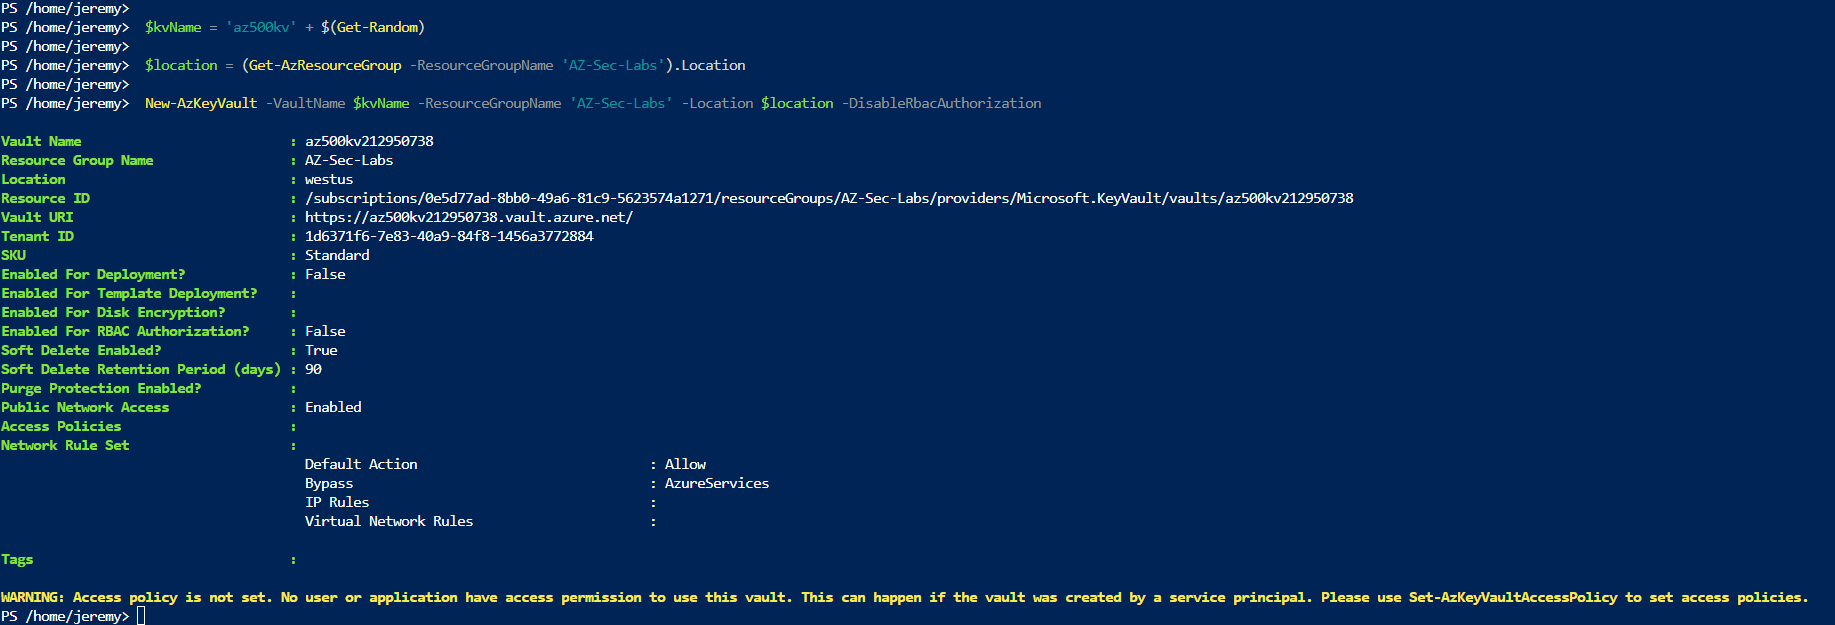 PS /home/jeremy>
PS /home/jeremy>  $kvName = 'az500kv' + $(Get-Random)
PS /home/jeremy>
PS /home/jeremy>  $location = (Get-AzResourceGroup -ResourceGroupName 'AZ-Sec-Labs').Location
PS /home/jeremy>
PS /home/jeremy>  New-AzKeyVault -VaultName $kvName -ResourceGroupName 'AZ-Sec-Labs' -Location $location -DisableRbacAuthorization
Vault Name : az500kv212950738
Resource Group Name : AZ-Sec-Labs
Location : westus
Resource ID : /subscriptions/0e5d77ad-8bb0-49a6-81c9-5623574a1271/resourceGroups/AZ-Sec-Labs/providers/Microsoft.KeyVault/vaults/az500kv212950738
Vault URI : https://az500kv212950738.vault.azure.net/
Tenant ID : 1d6371f6-7e83-40a9-84f8-1456a3772884
SKU : Standard
Enabled For Deployment? : False
Enabled For Template Deployment? :
Enabled For Disk Encryption? :
Enabled For RBAC Authorization? : False
Soft Delete Enabled? : True
Soft Delete Retention Period (days) : 90
Purge Protection Enabled? :
Public Network Access : Enabled
Access Policies :
Network Rule Set :
Default Action : Allow
Bypass : AzureServices
IP Rules :
Virtual Network Rules :
Tags :
WARNING: Access policy is not set. No user or application have access permission to use this vault. This can happen if the vault was created by a service principal. Please use Set-AzKeyVaultAccessPolicy to set access policies.
PS /home/jeremy>